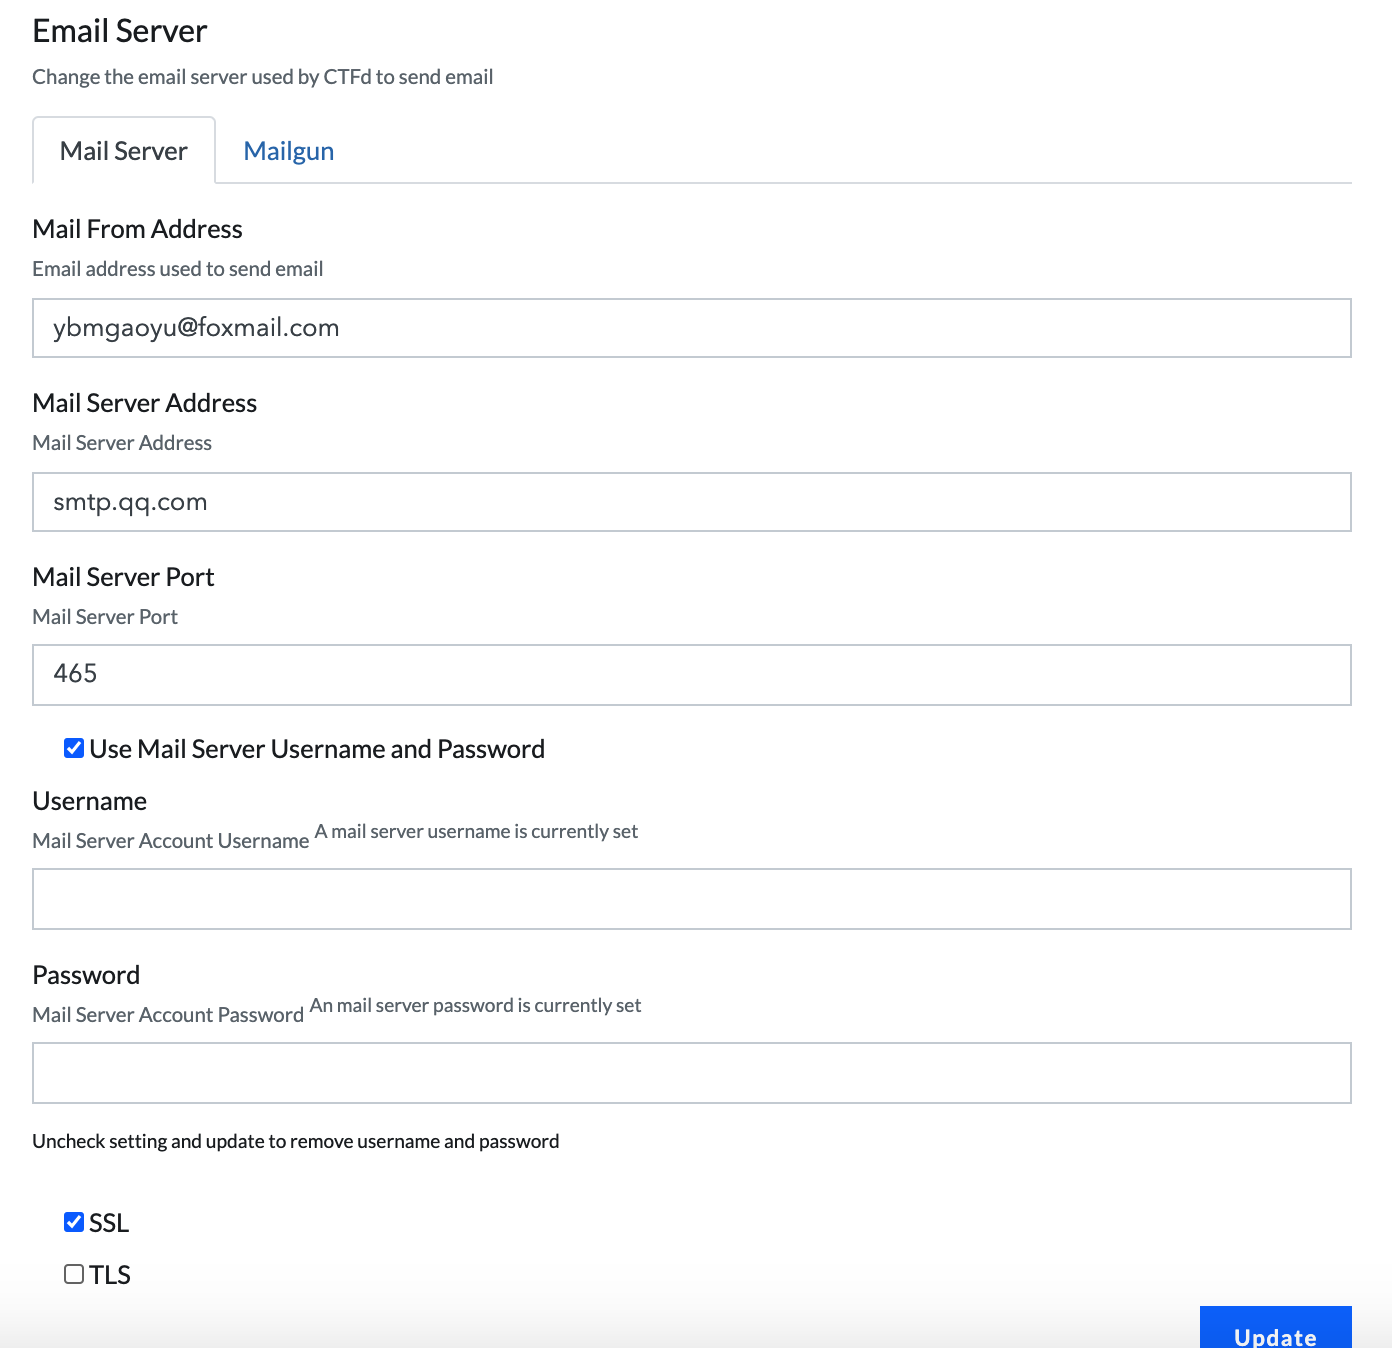 Email Server
Change the email server used by CTFd to send email
Mail Server
Mailgun
Mail From Address
Email address used to send email
ybmgaoyu@foxmail.com
Mail Server Address
Mail Server Address
smtp.qq.com
Mail Server Port
Mail Server Port
465
Use Mail Server Username and Password
Username
Mail Server Account Username A mail server username is currently set
Password
Mail Server Account Password An mail server password is currently set
Uncheck setting and update to remove username and password
SSL
TLS
Update